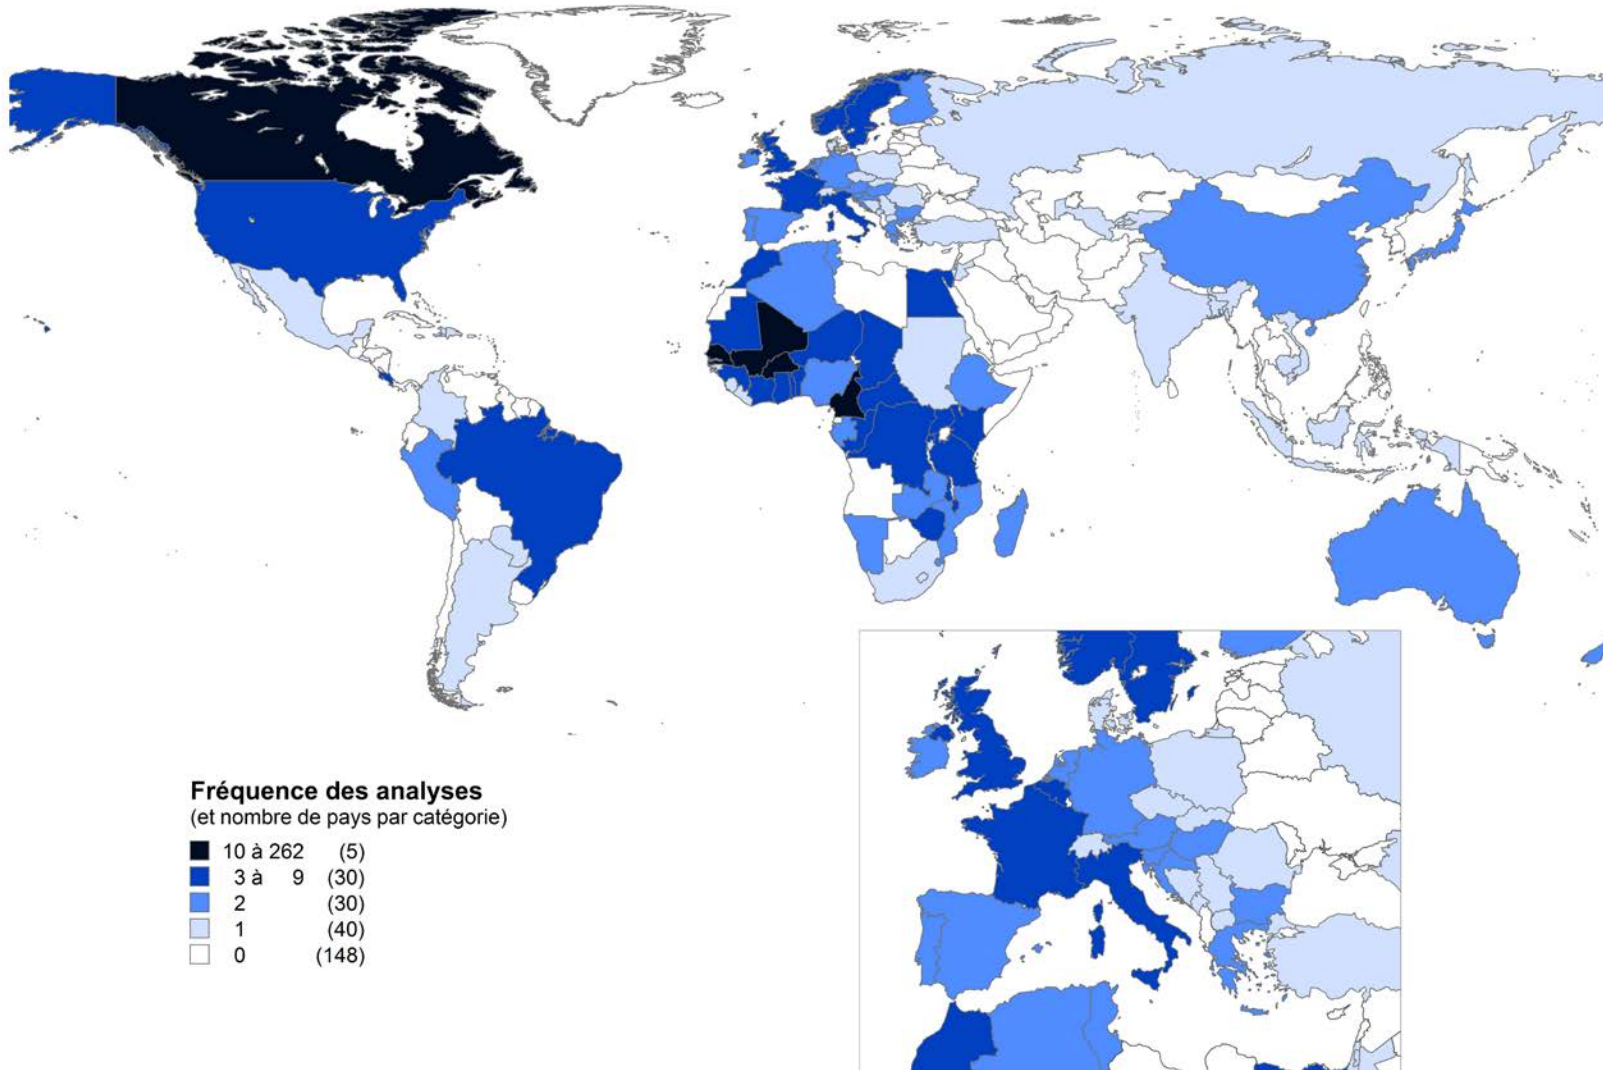 Fréquence des analyses
(et nombre de pays par catégorie)
10 à 262 (5)
3 à 9 (30)
2 (30)
1 (40)
0 (148)